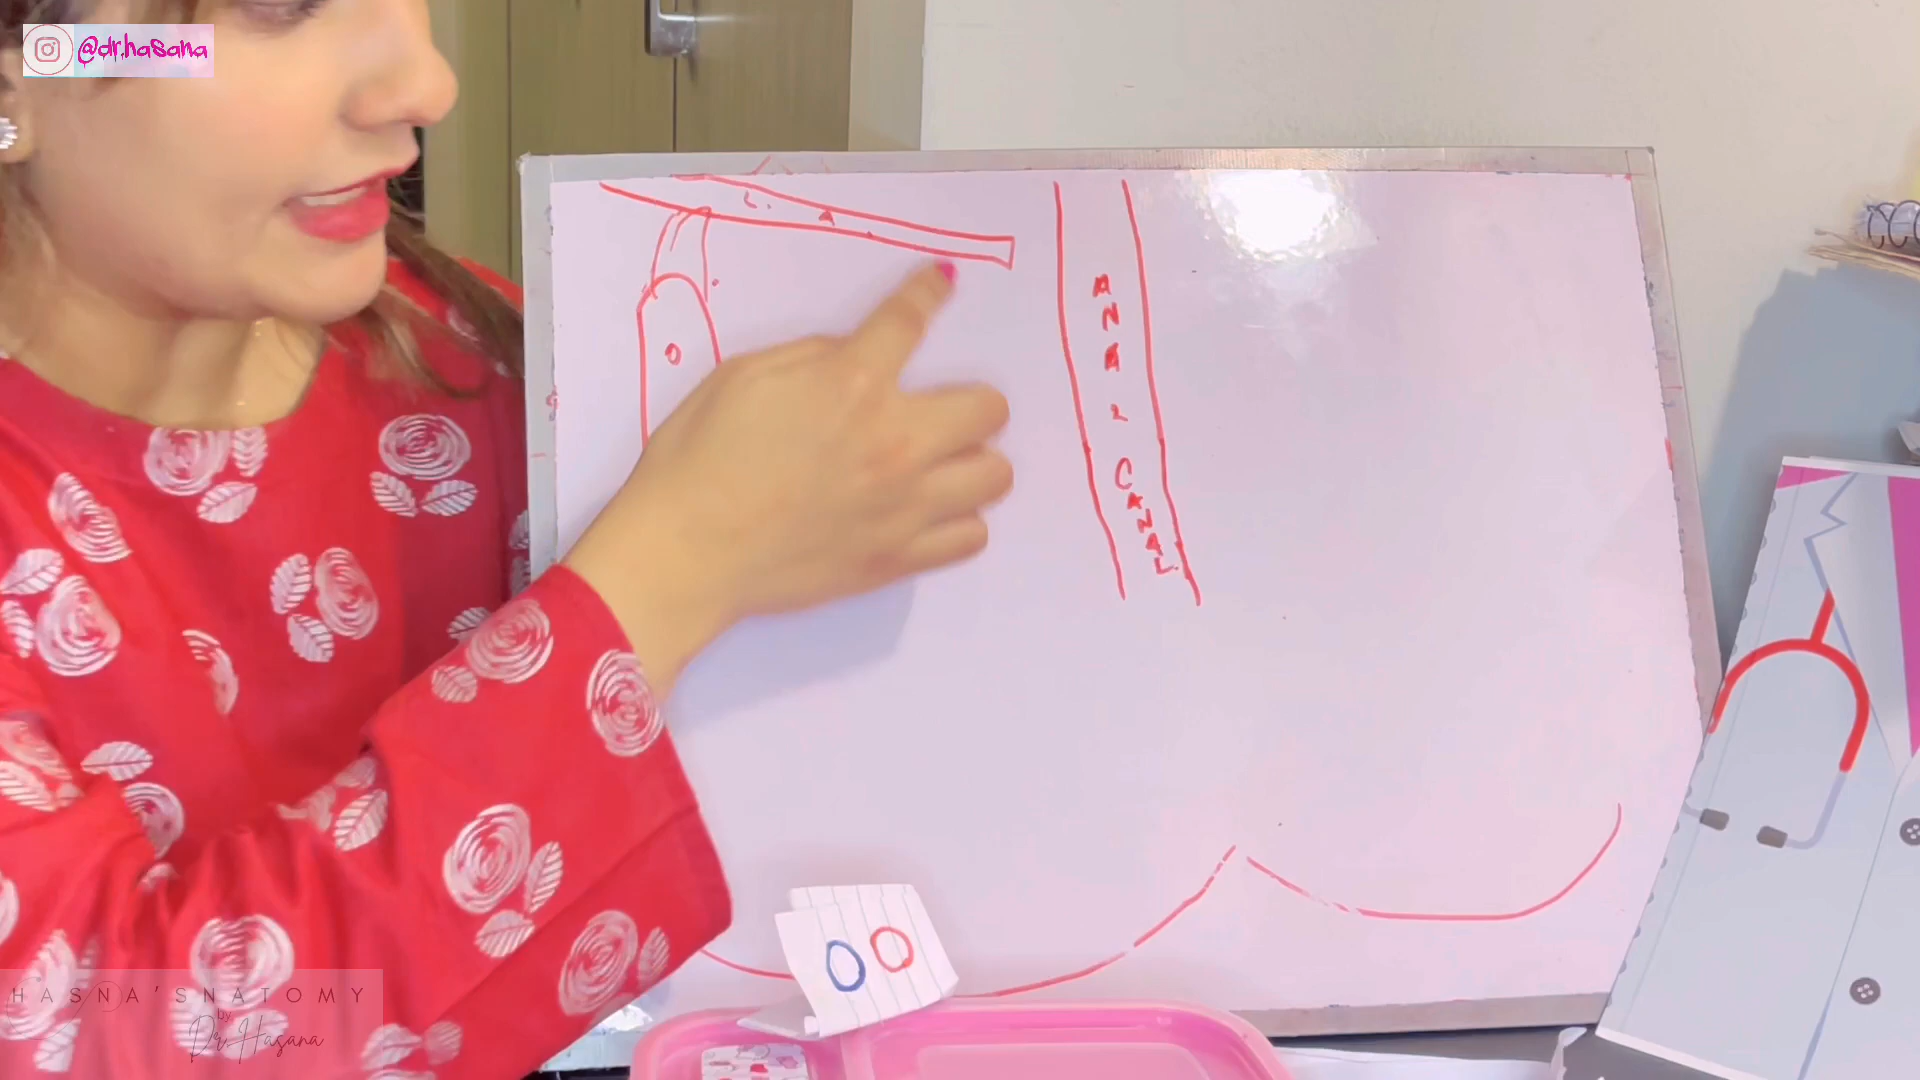 @dr.hasana
L. A
O
ANAL CANAL
O O
HASNA'SNATOMY
by
Dr.Hasana